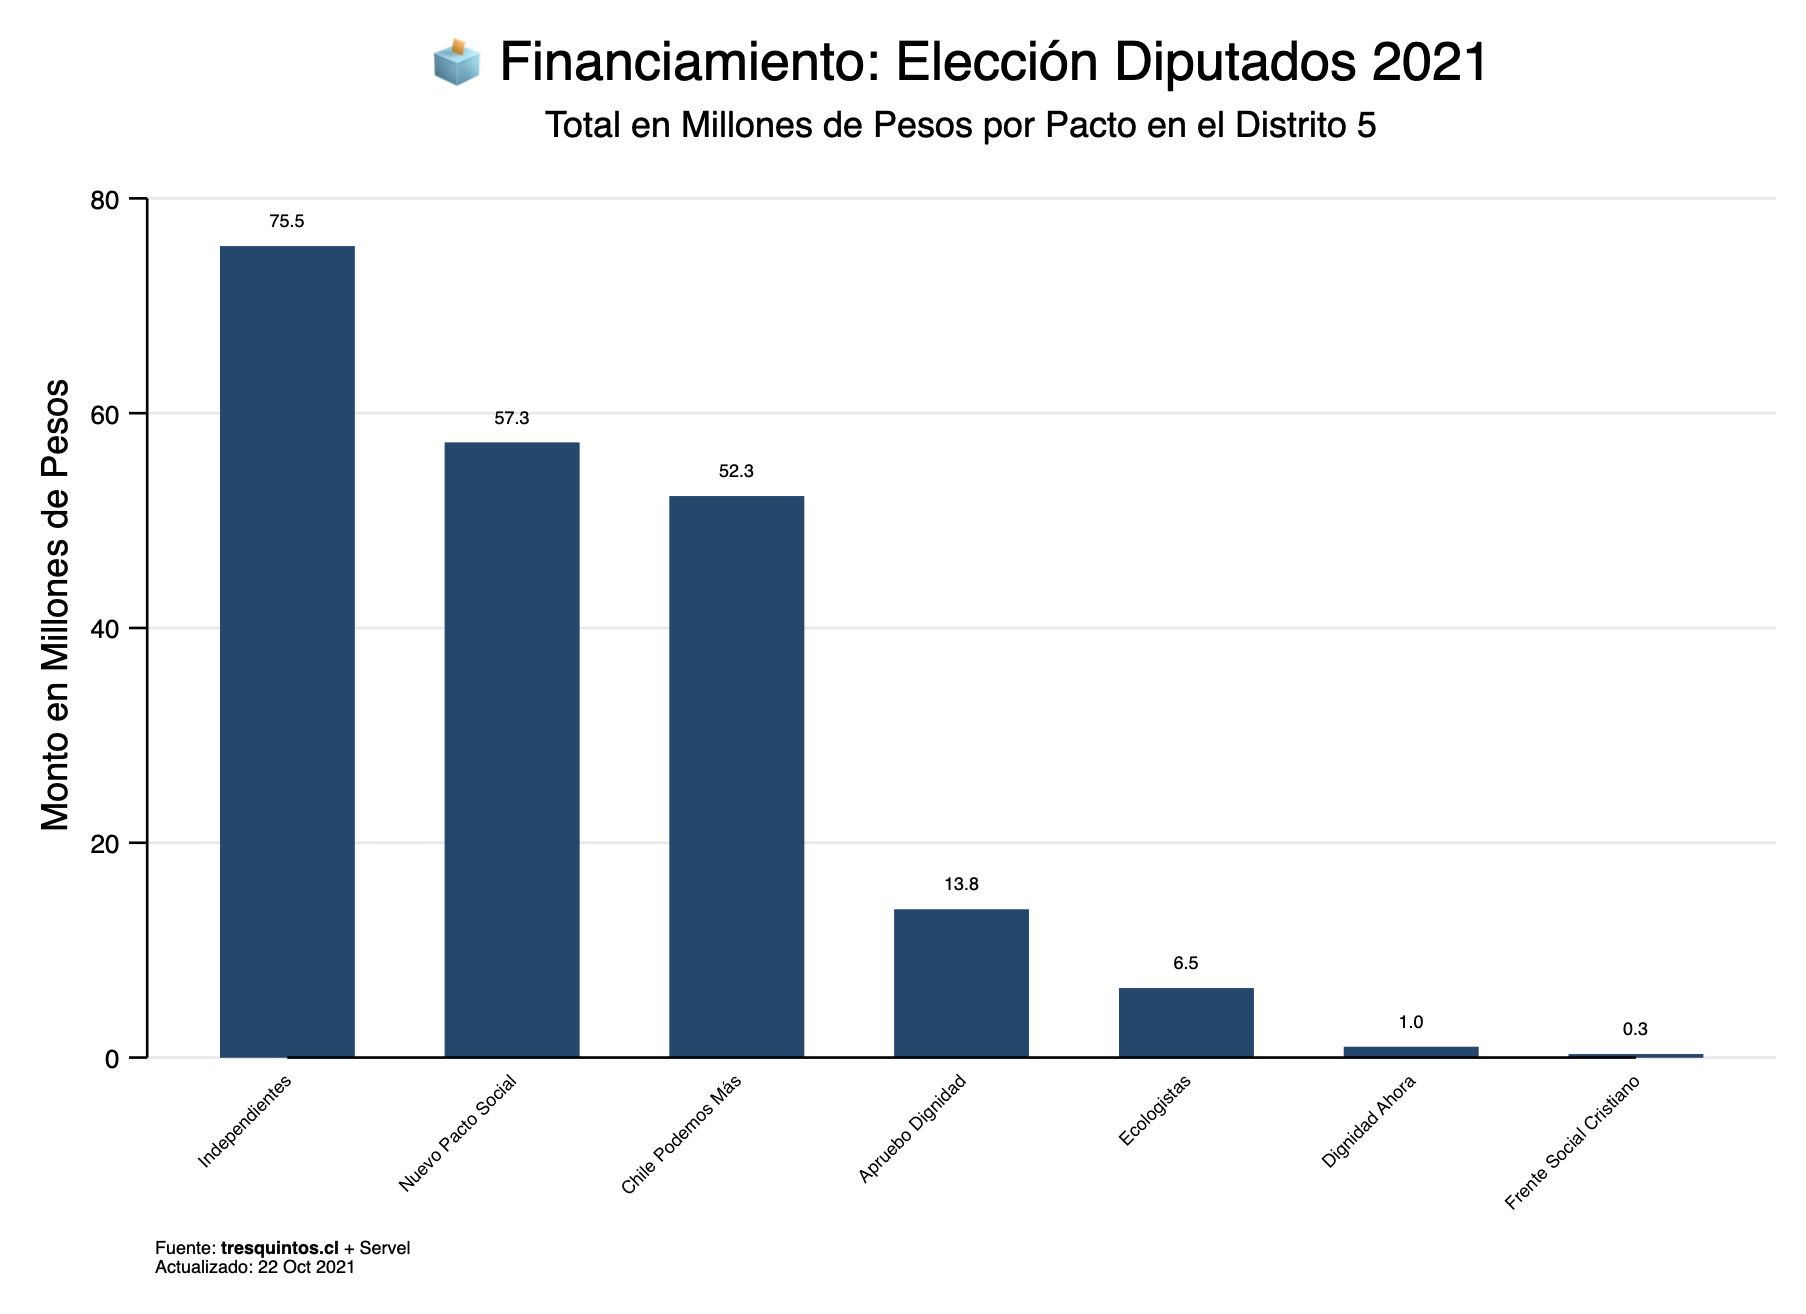 Financiamiento: Elección Diputados 2021
Total en Millones de Pesos por Pacto en el Distrito 5
Monto en Millones de Pesos
80
60
40
20
0
75.5
57.3
52.3
13.8
6.5
1.0
0.3
Independientes
Nuevo Pacto Social
Chile Podemos Más
Apruebo Dignidad
Ecologistas
Dignidad Ahora
Frente Social Cristiano
Fuente: tresquintos.cl + Servel
Actualizado: 22 Oct 2021